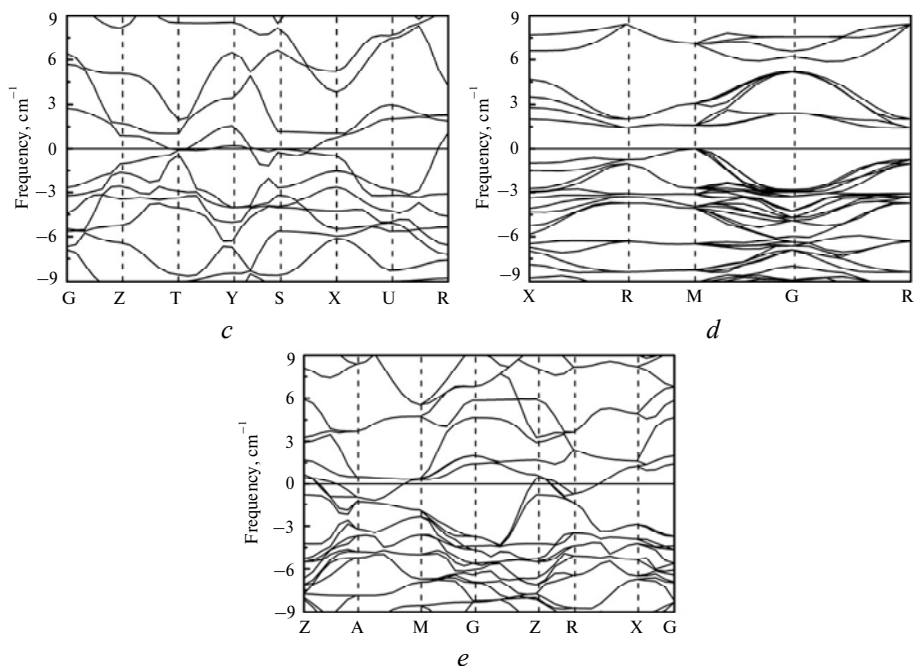 Frequency, cm⁻¹
9
6
3
0
−3
−6
−9
G Z T Y S X U R
c
Frequency, cm⁻¹
9
6
3
0
−3
−6
−9
X R M G R
d
Frequency, cm⁻¹
9
6
3
0
−3
−6
−9
Z A M G Z R X G
e